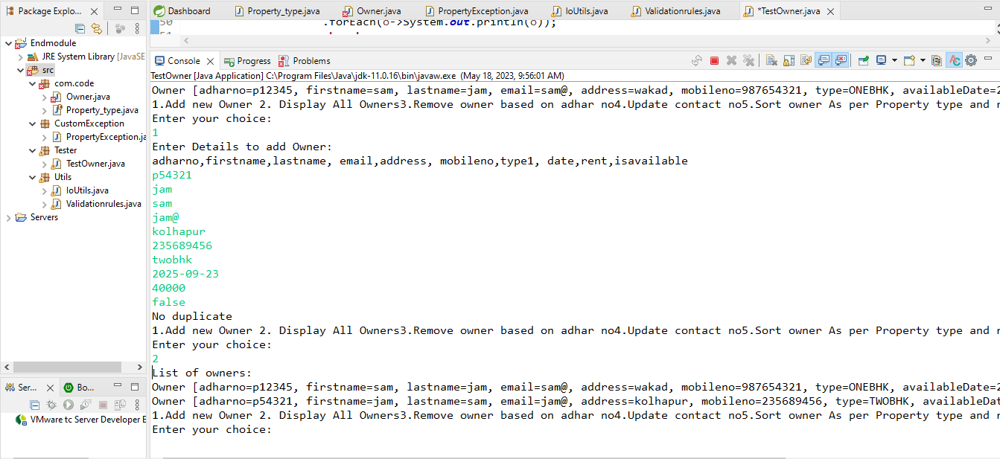 Package Explo...
Dashboard
Property_type.java
Owner.java
PropertyException.java
IoUtils.java
Validationrules.java
*TestOwner.java
50 .forEach(o->System.out.println(o));
Endmodule
JRE System Library [JavaSE
src
com.code
Owner.java
Property_type.java
CustomException
PropertyException.ja
Tester
TestOwner.java
Utils
IoUtils.java
Validationrules.java
Servers
Ser...
Bo...
VMware tc Server Developer E
Console
Progress
Problems
TestOwner [Java Application] C:\Program Files\Java\jdk-11.0.16\bin\javaw.exe (May 18, 2023, 9:56:01 AM)
Owner [adharno=p12345, firstname=sam, lastname=jam, email=sam@, address=wakad, mobileno=987654321, type=ONEBHK, availableDate=2
1.Add new Owner 2. Display All Owners3.Remove owner based on adhar no4.Update contact no5.Sort owner As per Property type and r
Enter your choice:
1
Enter Details to add Owner:
adharno,firstname,lastname, email,address, mobileno,type1, date,rent,isavailable
p54321
jam
sam
jam@
kolhapur
235689456
twobhk
2025-09-23
40000
false
No duplicate
1.Add new Owner 2. Display All Owners3.Remove owner based on adhar no4.Update contact no5.Sort owner As per Property type and r
Enter your choice:
2
List of owners:
Owner [adharno=p12345, firstname=sam, lastname=jam, email=sam@, address=wakad, mobileno=987654321, type=ONEBHK, availableDate=2
Owner [adharno=p54321, firstname=jam, lastname=sam, email=jam@, address=kolhapur, mobileno=235689456, type=TWOBHK, availableDat
1.Add new Owner 2. Display All Owners3.Remove owner based on adhar no4.Update contact no5.Sort owner As per Property type and r
Enter your choice: